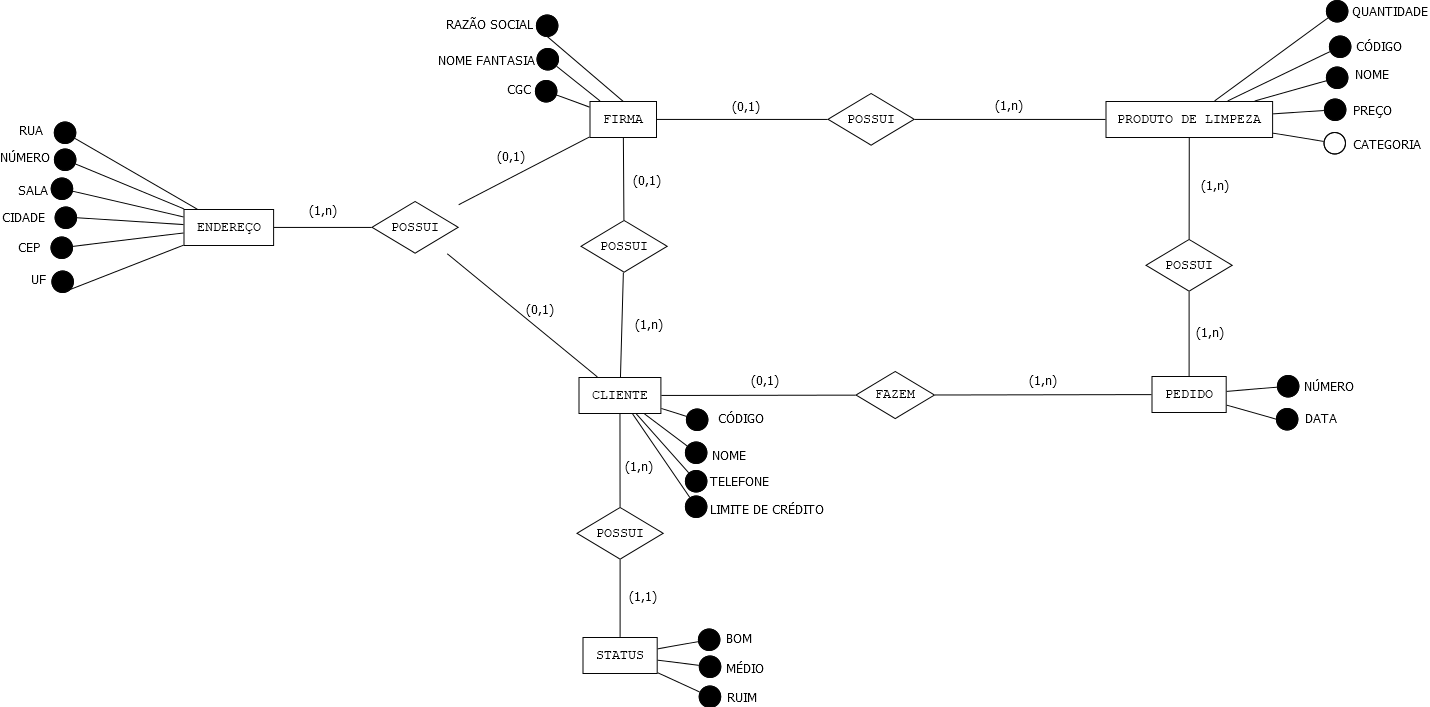 RAZÃO SOCIAL
NOME FANTASIA
CGC
FIRMA
(0,1)
POSSUI
(1,n)
PRODUTO DE LIMPEZA
QUANTIDADE
CÓDIGO
NOME
PREÇO
CATEGORIA
RUA
NÚMERO
SALA
CIDADE
CEP
UF
ENDEREÇO
(1,n)
POSSUI
(0,1)
(0,1)
(0,1)
POSSUI
(1,n)
(1,n)
POSSUI
(1,n)
CLIENTE
(0,1)
FAZEM
(1,n)
PEDIDO
NÚMERO
DATA
CÓDIGO
NOME
TELEFONE
LIMITE DE CRÉDITO
(1,n)
POSSUI
(1,1)
STATUS
BOM
MÉDIO
RUIM